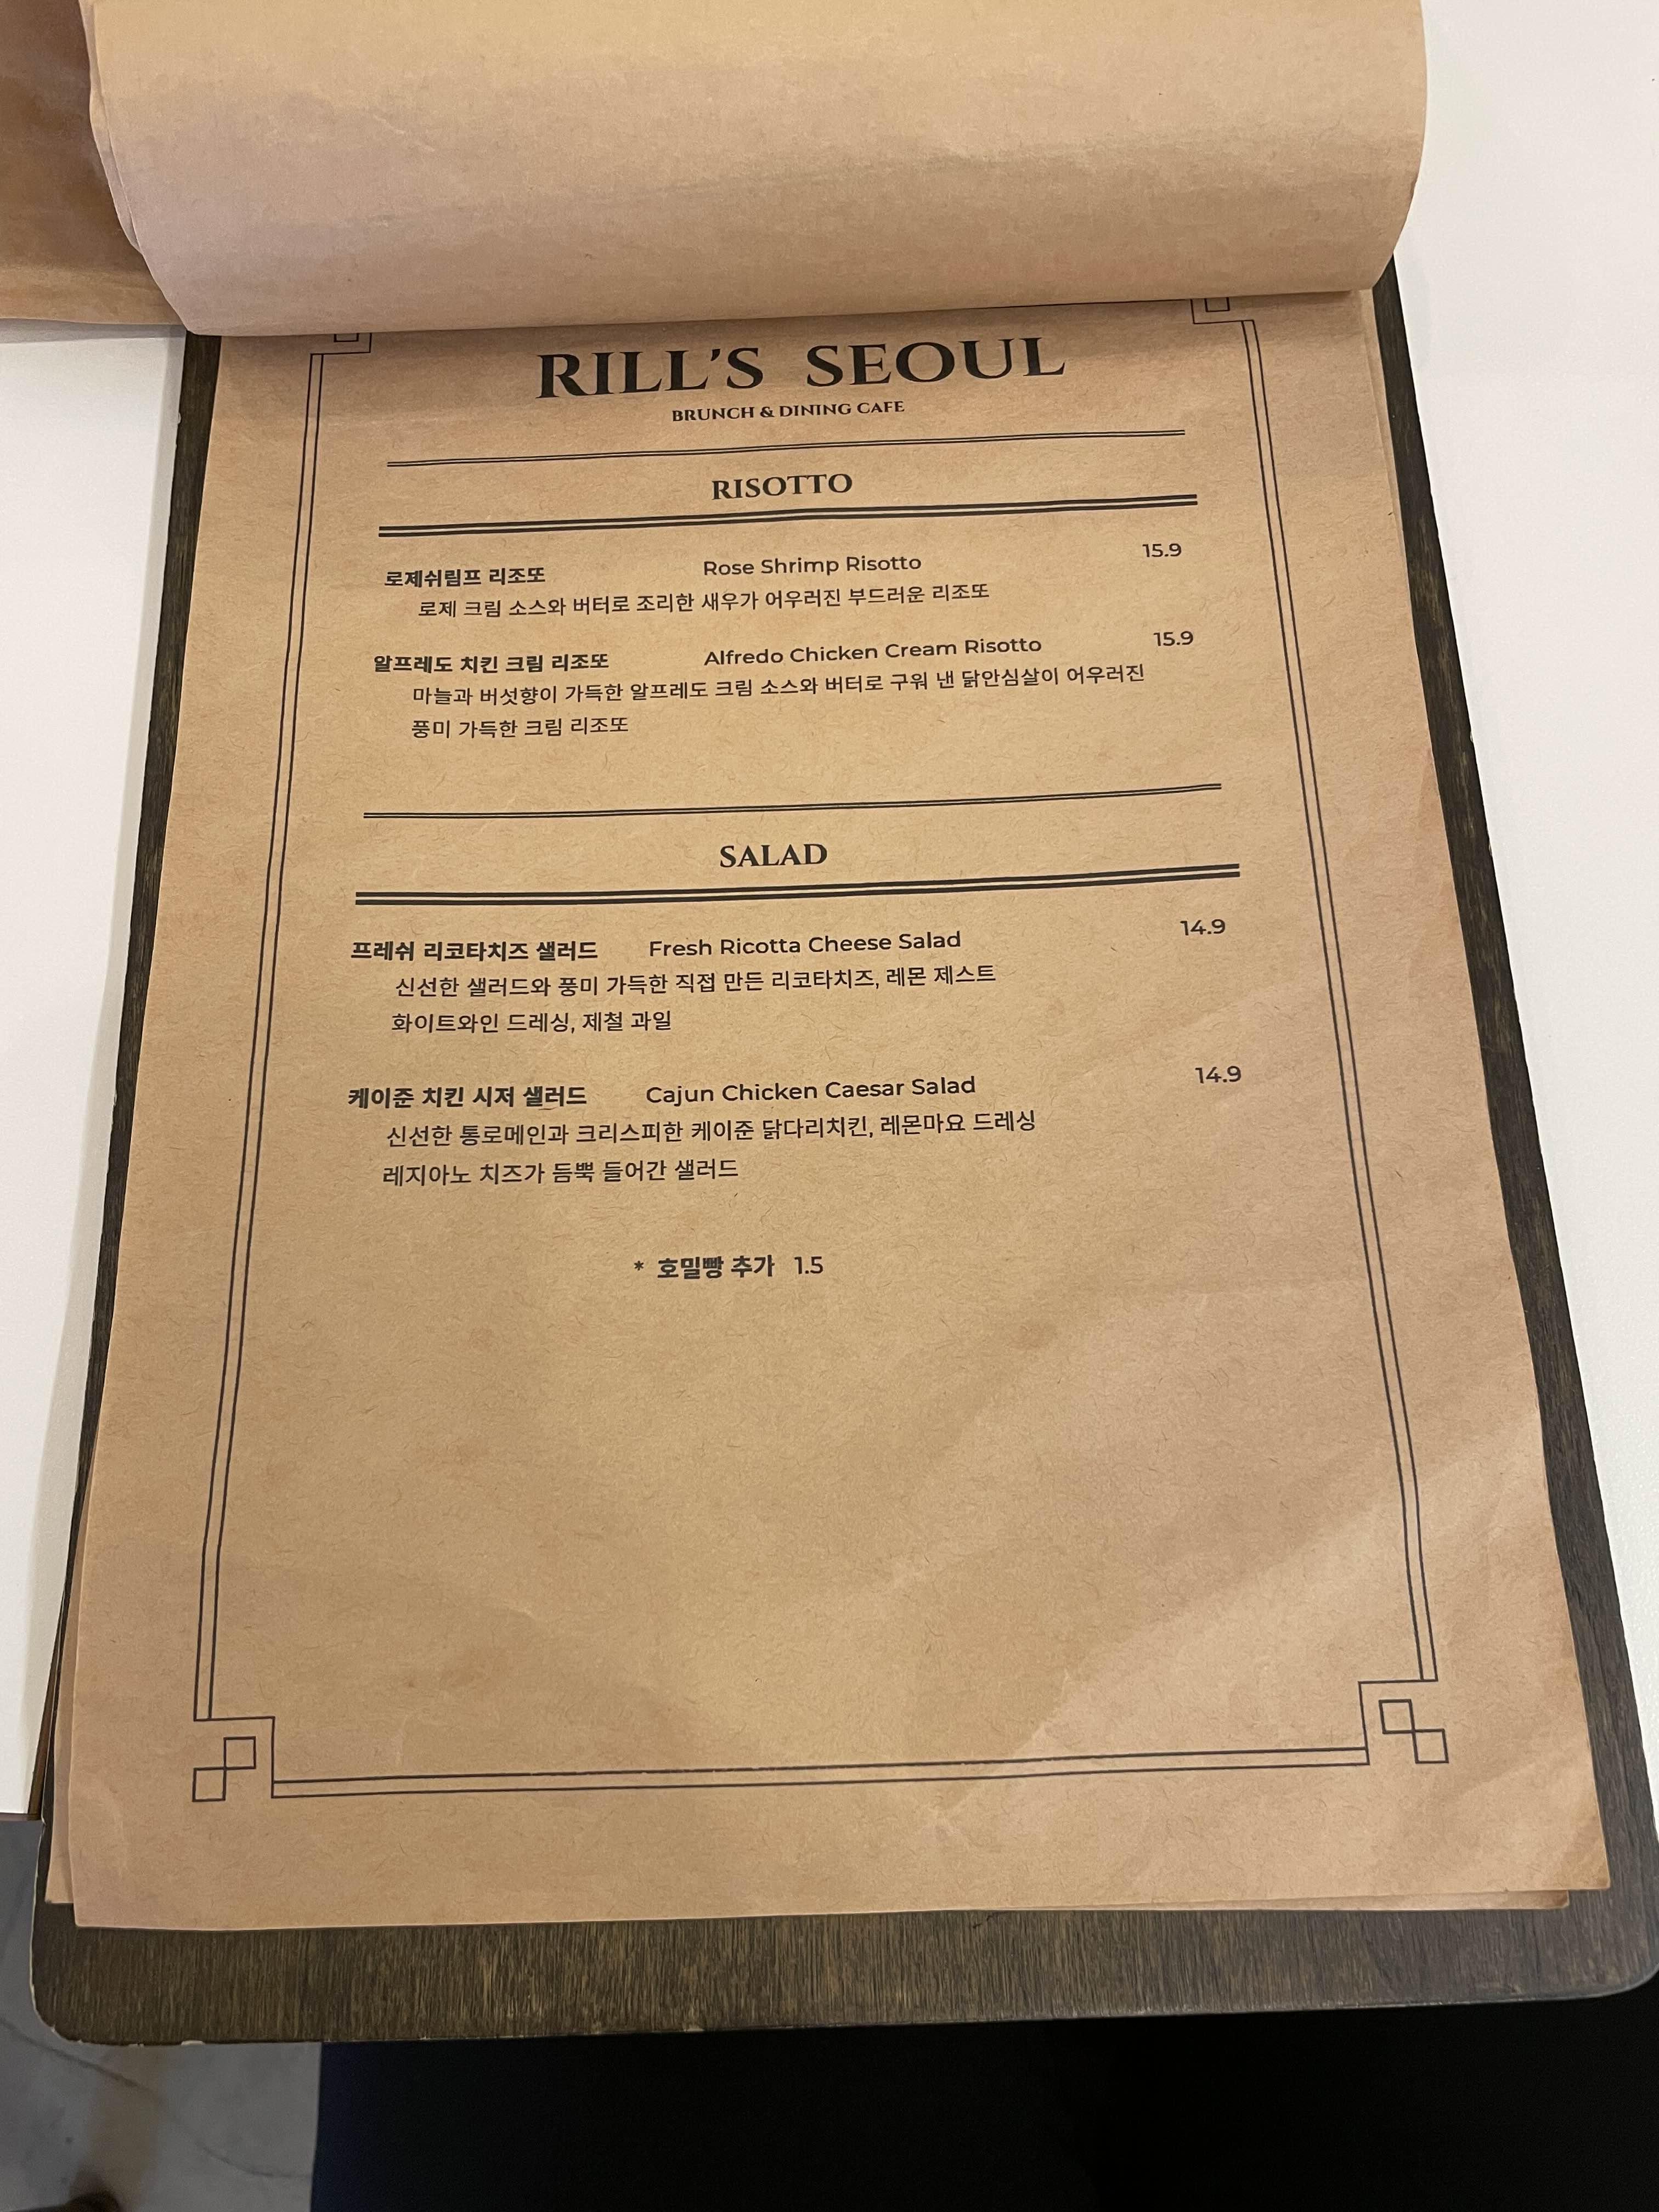 RILL'S SEOUL
BRUNCH & DINING CAFE
RISOTTO
로제쉬림프 리조또 Rose Shrimp Risotto 15.9
로제 크림 소스와 버터로 조리한 새우가 어우러진 부드러운 리조또
알프레도 치킨 크림 리조또 Alfredo Chicken Cream Risotto 15.9
마늘과 버섯향이 가득한 알프레도 크림 소스와 버터로 구워 낸 닭안심살이 어우러진
풍미 가득한 크림 리조또
SALAD
프레쉬 리코타치즈 샐러드 Fresh Ricotta Cheese Salad 14.9
신선한 샐러드와 풍미 가득한 직접 만든 리코타치즈, 레몬 제스트
화이트와인 드레싱, 제철 과일
케이준 치킨 시저 샐러드 Cajun Chicken Caesar Salad 14.9
신선한 통로메인과 크리스피한 케이준 닭다리치킨, 레몬마요 드레싱
레지아노 치즈가 듬뿍 들어간 샐러드
* 호밀빵 추가 1.5